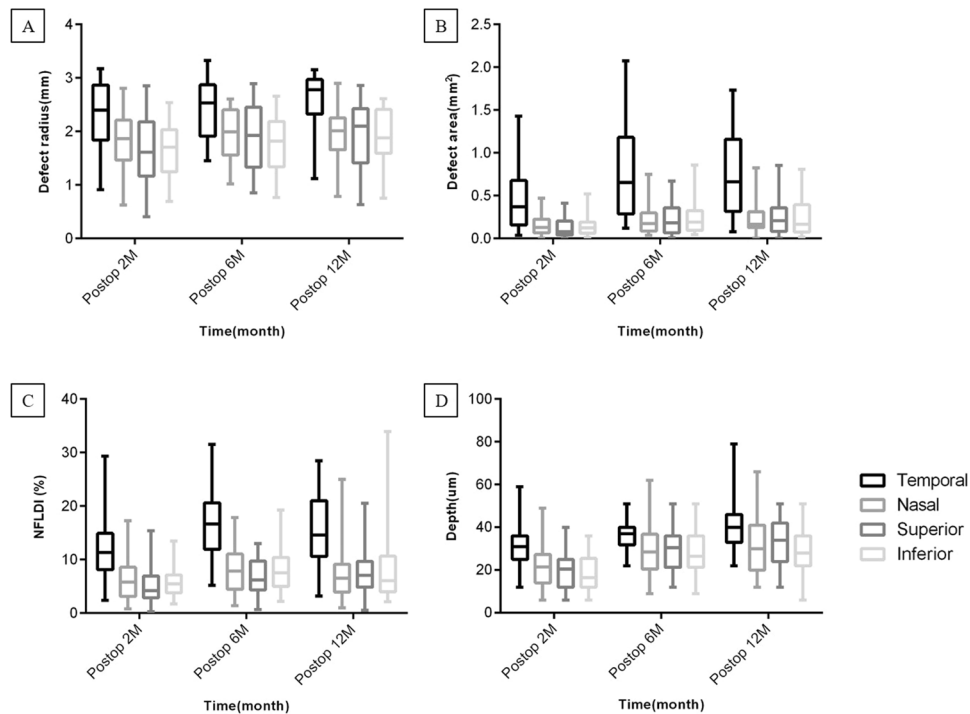 A
Defect radius(mm)
4
3
2
1
0
Postop 2M
Postop 6M
Postop 12M
Time(month)
B
Defect area(mm²)
2.5
2.0
1.5
1.0
0.5
0.0
Postop 2M
Postop 6M
Postop 12M
Time(month)
C
NFLDI (%)
40
30
20
10
0
Postop 2M
Postop 6M
Postop 12M
Time(month)
D
Depth(um)
100
80
60
40
20
0
Postop 2M
Postop 6M
Postop 12M
Time(month)
Temporal
Nasal
Superior
Inferior